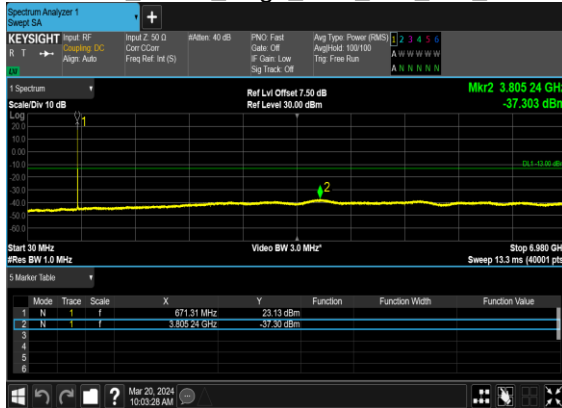 Spectrum Analyzer 1
Swept SA
+
KEYSIGHT Input: RF Input Z: 50 Ω #Atten: 40 dB PNO: Fast Avg Type: Power (RMS) 1 2 3 4 5 6
R T Coupling: DC Corr CCorr Gate: Off Avg|Hold: 100/100 A W W W W W
Align: Auto Freq Ref: Int (S) IF Gain: Low Trig: Free Run
Sig Track: Off A N N N N N
LU
1 Spectrum Ref Lvl Offset 7.50 dB Mkr2 3.805 24 GHz
Scale/Div 10 dB Ref Level 30.00 dBm -37.303 dBm
Log
20.0
10.0
0.00
-10.0
-20.0
-30.0
-40.0
-50.0
-60.0
1
DL1 -13.00 dBm
2
Start 30 MHz Video BW 3.0 MHz* Stop 6.980 GHz
#Res BW 1.0 MHz Sweep 13.3 ms (40001 pts)
5 Marker Table
Mode Trace Scale X Y Function Function Width Function Value
1 N 1 f 671.31 MHz 23.13 dBm
2 N 1 f 3.805 24 GHz -37.30 dBm
3
4
5
6
? Mar 20, 2024
10:03:28 AM